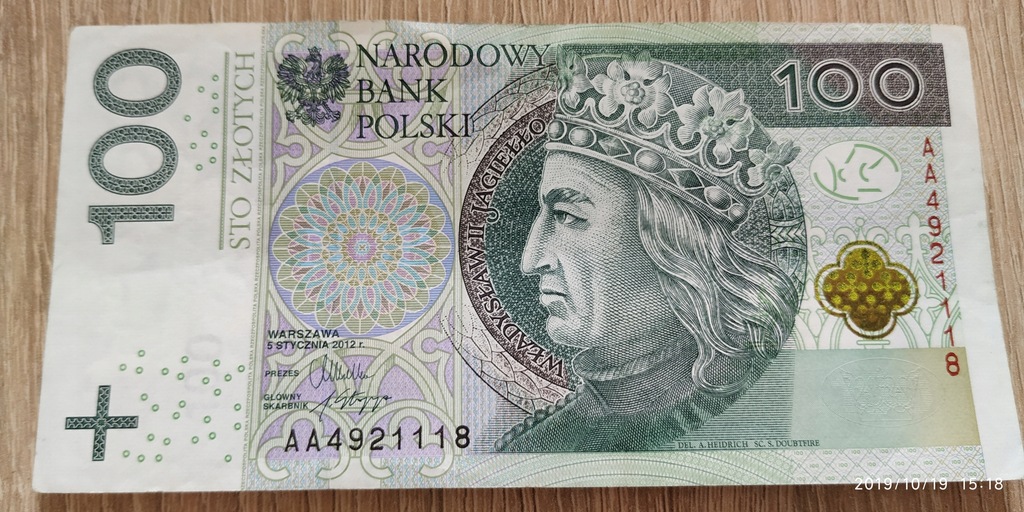 100
STO ZŁOTYCH
NARODOWY
BANK
POLSKI
WŁADYSŁAW II JAGIEŁŁO
100
AA4921118
WARSZAWA
5 STYCZNIA 2012 r.
PREZES
GŁÓWNY
SKARBNIK
AA4921118
DEL. A. HEIDRICH SC. S. DOUBTFIRE
2019/10/19 15:18